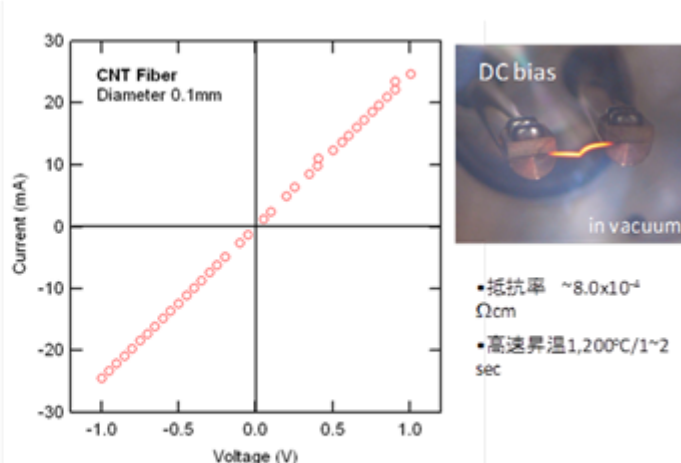 30
20
10
0
-10
-20
-30
Current (mA)
CNT Fiber
Diameter 0.1mm
-1.0 -0.5 0.0 0.5 1.0
Voltage (V)
DC bias
in vacuum
▪抵抗率 ~8.0x10⁻⁴
Ωcm
▪高速昇温1,200℃/1~2
sec